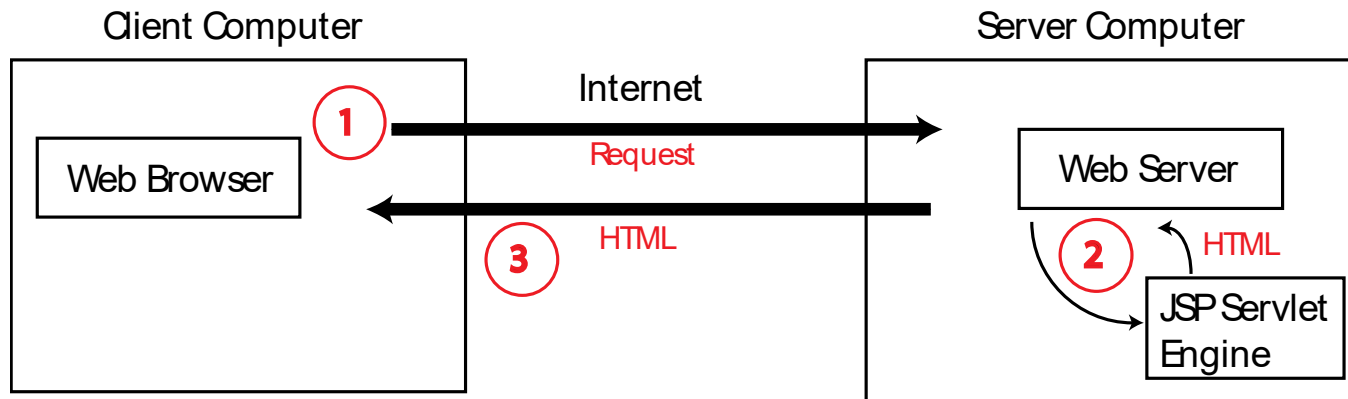 Client Computer
Server Computer
Internet
1
Request
Web Browser
Web Server
3
HTML
2
HTML
JSP Servlet
Engine